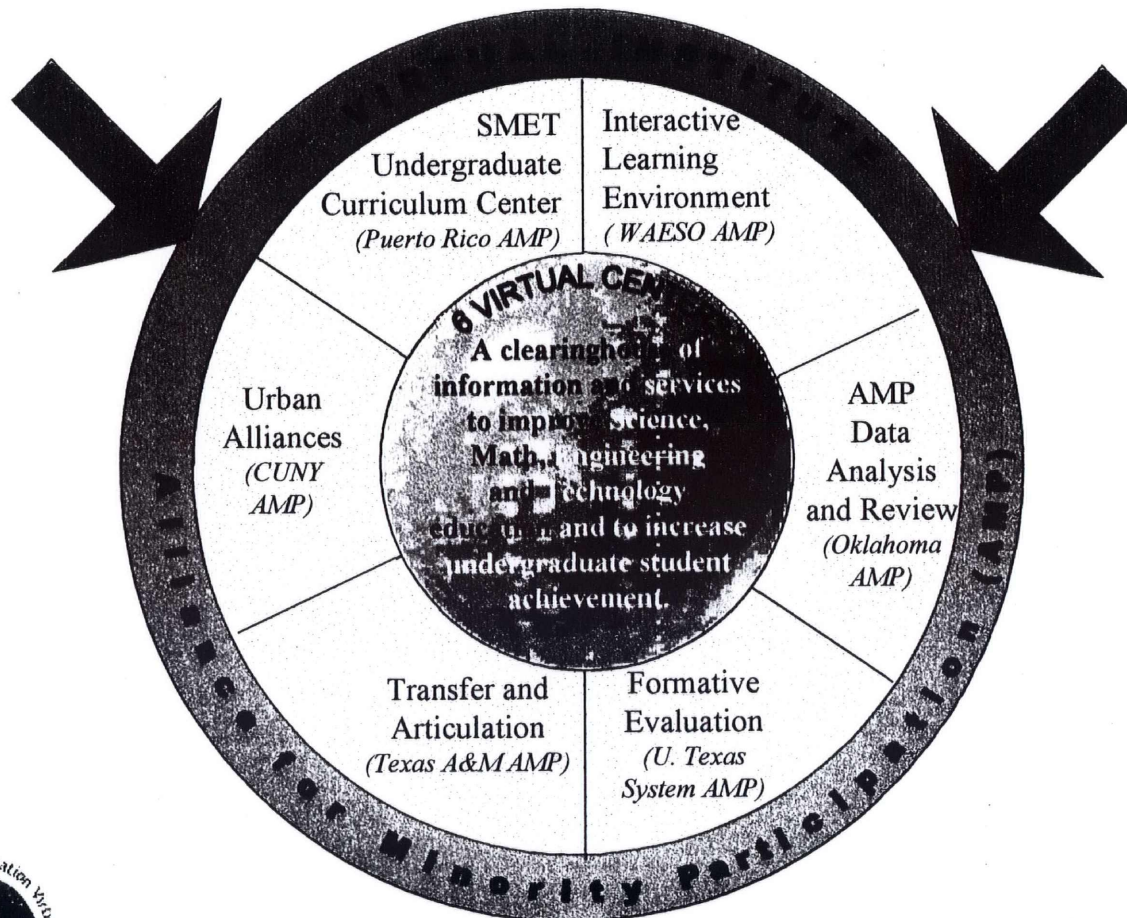 VIRTUAL INSTITUTE
SMET
Undergraduate
Curriculum Center
(Puerto Rico AMP)
Interactive
Learning
Environment
( WAESO AMP)
Urban
Alliances
(CUNY
AMP)
6 VIRTUAL CENTERS
A clearinghouse of
information and services
to improve Science,
Math, Engineering
and Technology
education and to increase
undergraduate student
achievement.
AMP
Data
Analysis
and Review
(Oklahoma
AMP)
Transfer and
Articulation
(Texas A&M AMP)
Formative
Evaluation
(U. Texas
System AMP)
Alliance for Minority Participation (AMP)